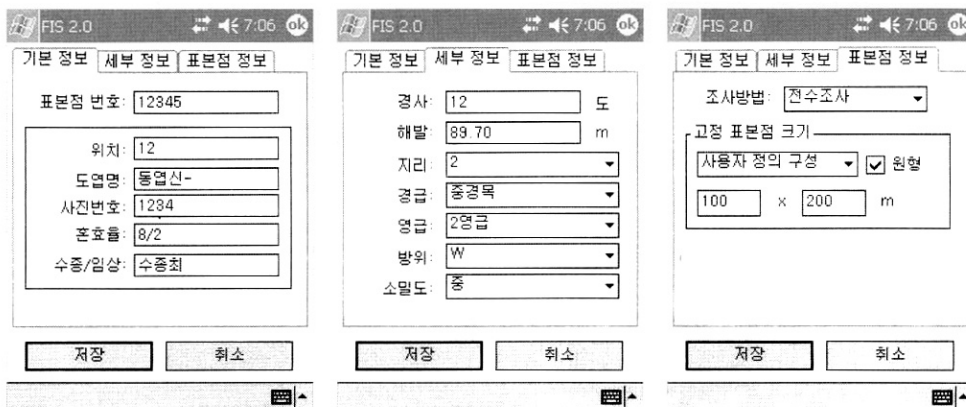 FIS 2.0 7:06 ok
기본 정보 세부 정보 표본점 정보
표본점 번호: 12345
위치: 12
도엽명: 동엽신-
사진번호: 1234
혼효율: 8/2
수종/임상: 수종최
저장 취소
FIS 2.0 7:06 ok
기본 정보 세부 정보 표본점 정보
경사: 12 도
해발: 89.70 m
지리: 2
경급: 중경목
영급: 2영급
방위: W
소밀도: 중
저장 취소
FIS 2.0 7:06 ok
기본 정보 세부 정보 표본점 정보
조사방법: 전수조사
고정 표본점 크기
사용자 정의 구성 원형
100 x 200 m
저장 취소